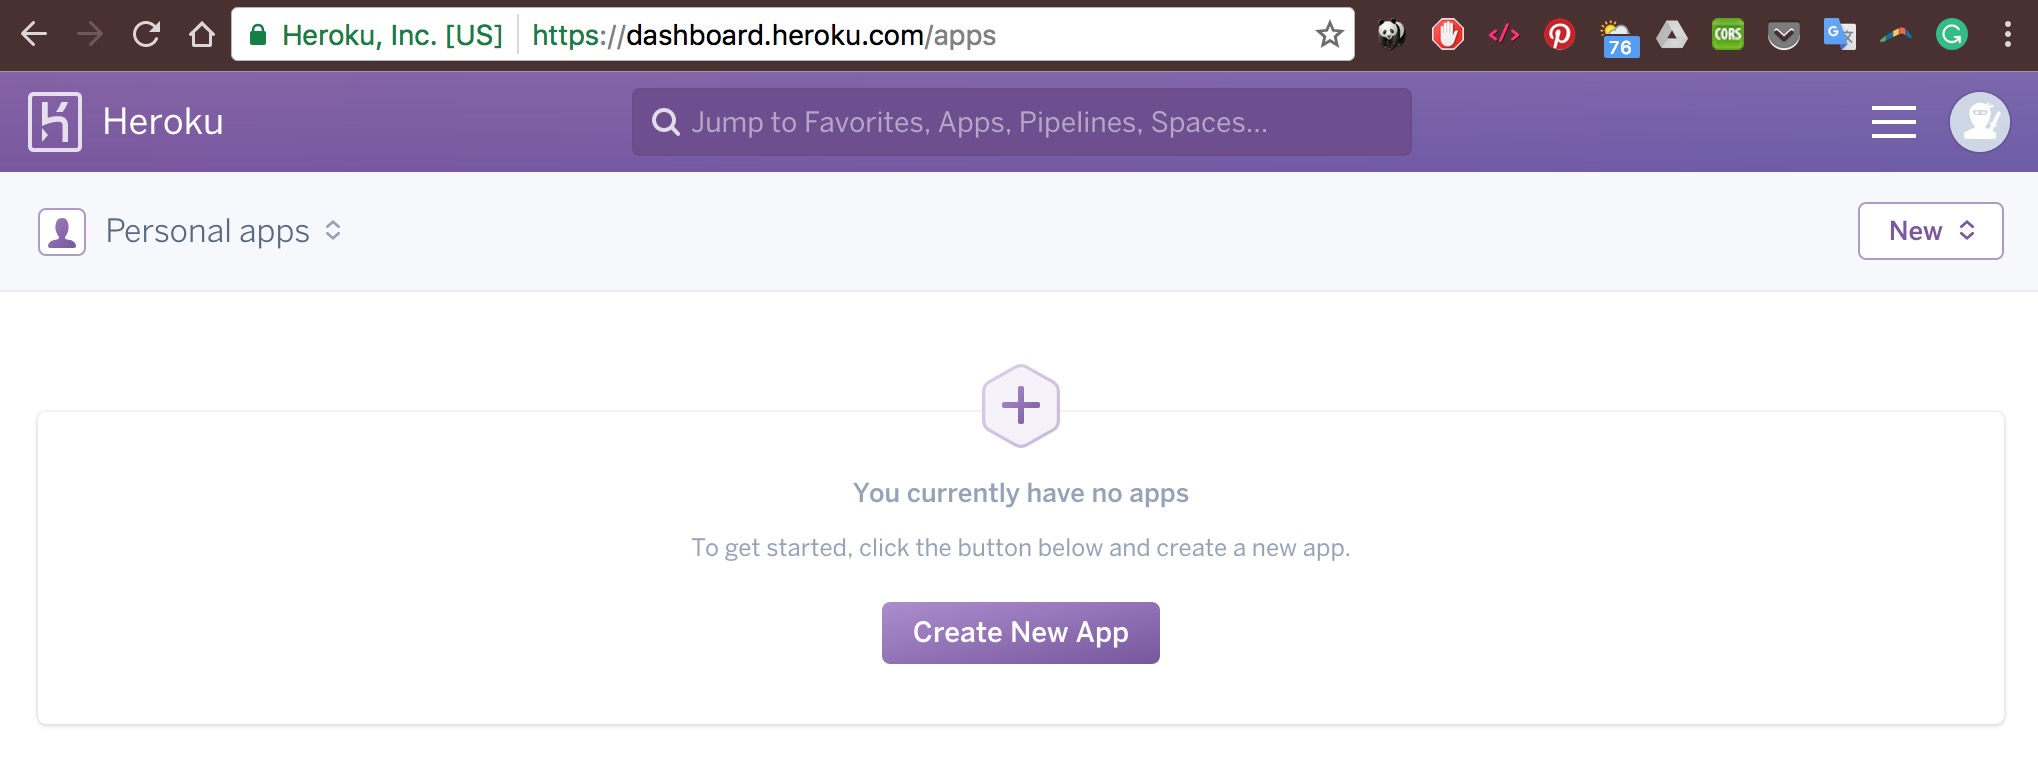 Heroku, Inc. [US] https://dashboard.heroku.com/apps
76
CORS
G
G
Heroku
Jump to Favorites, Apps, Pipelines, Spaces...
Personal apps
New
You currently have no apps
To get started, click the button below and create a new app.
Create New App